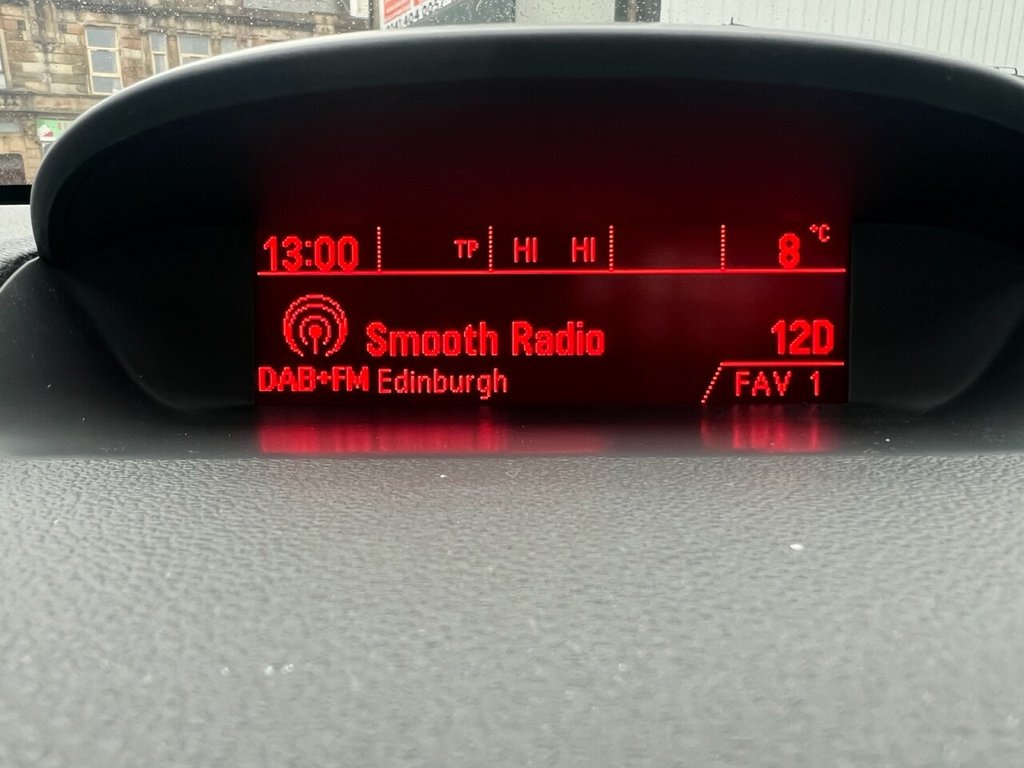 13:00 TP HI HI 8 °C
Smooth Radio 12D
DAB+FM Edinburgh FAV 1